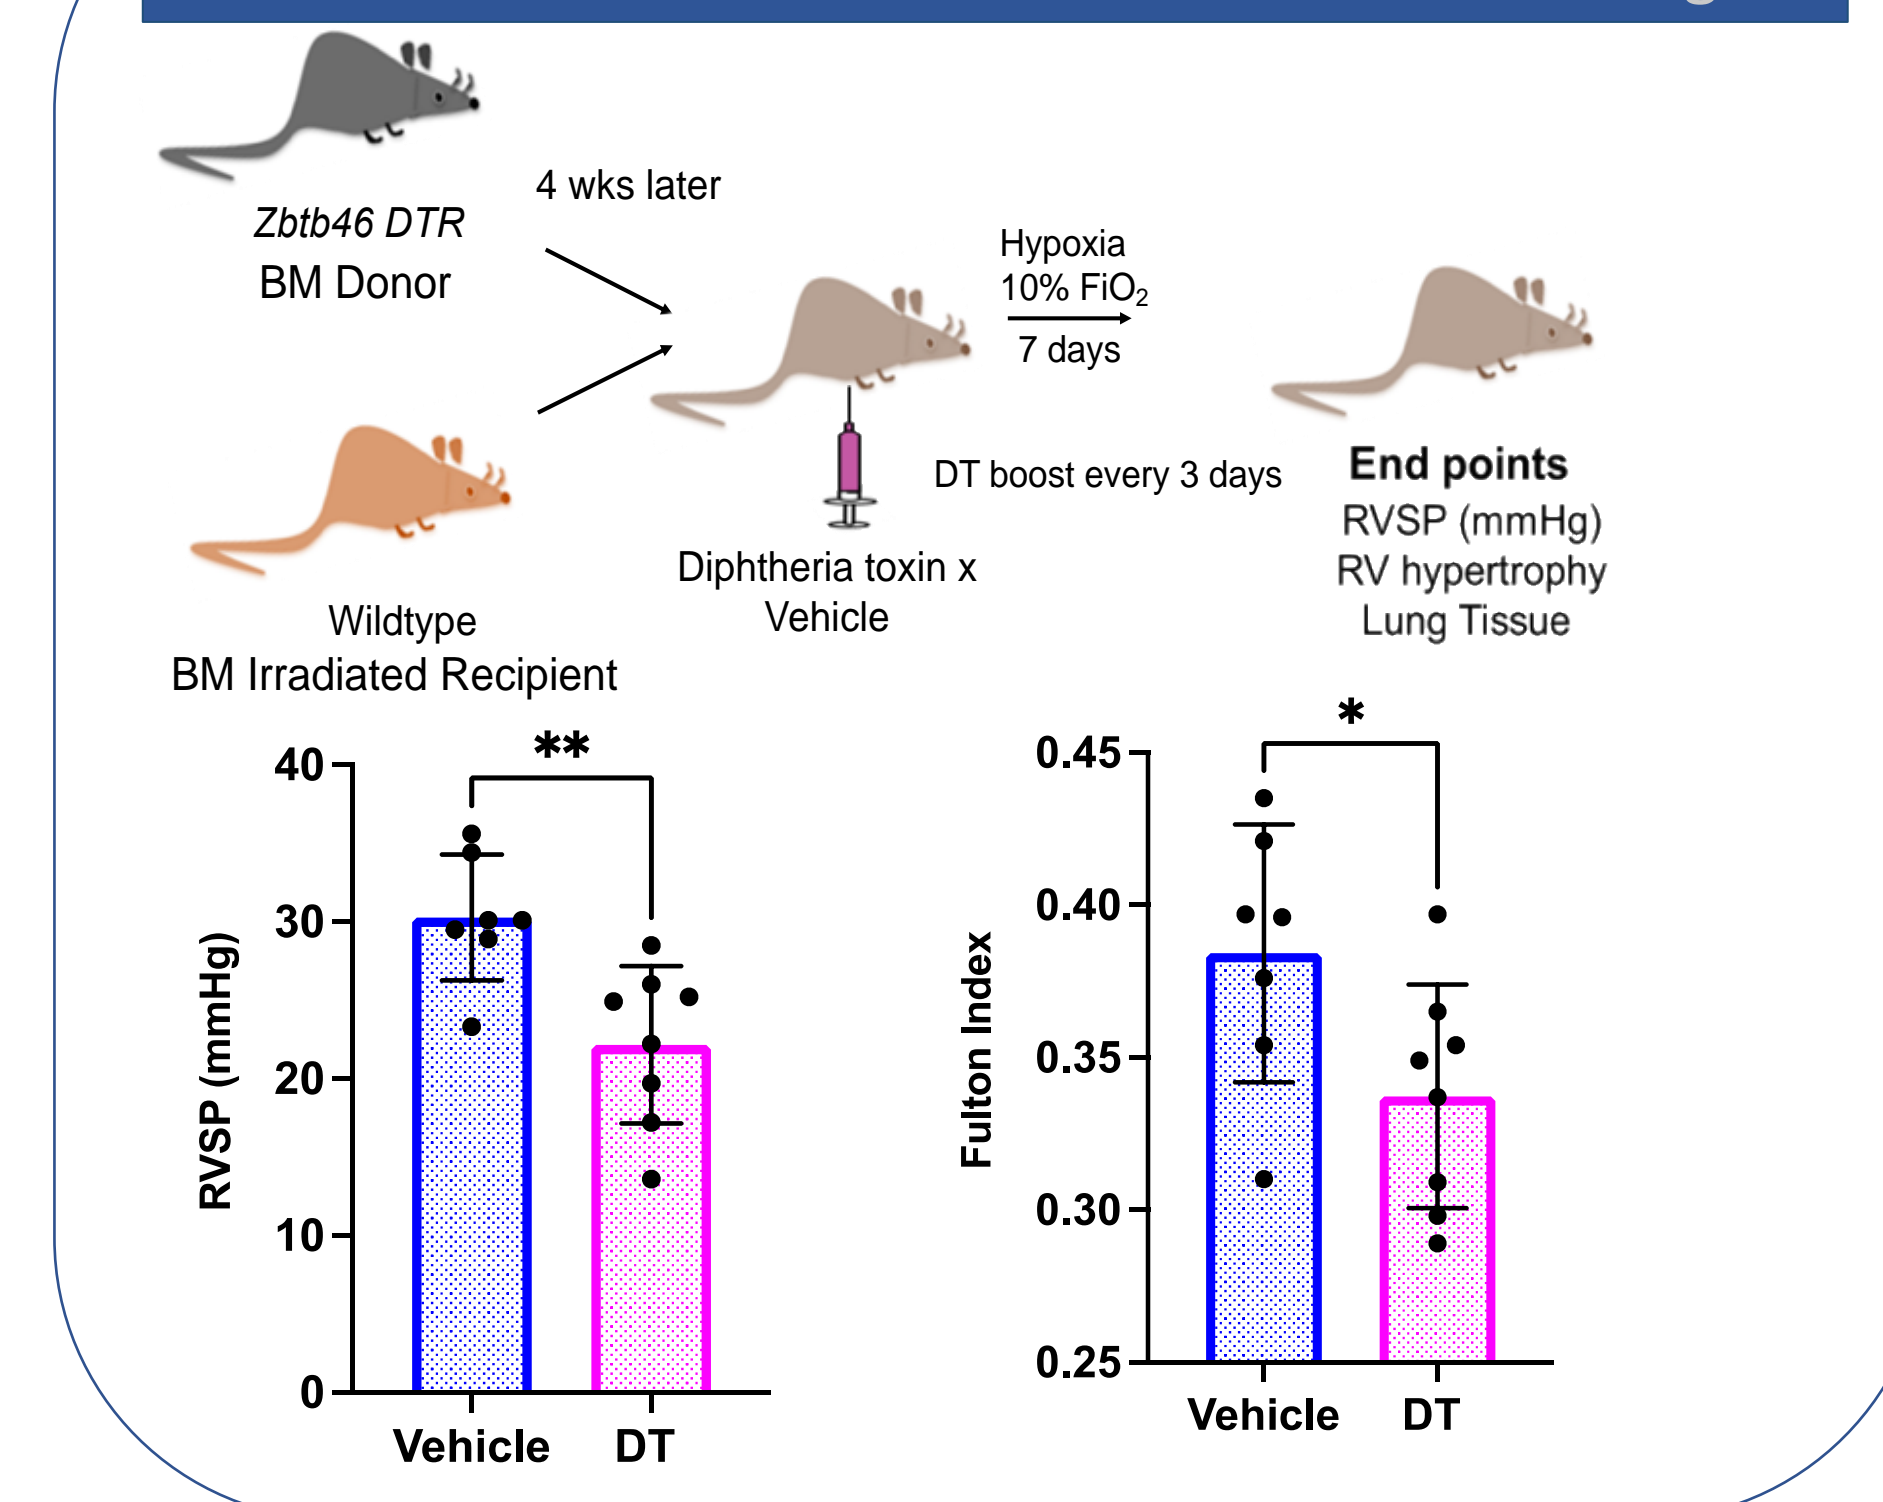 Zbtb46 DTR
BM Donor
4 wks later
Wildtype
BM Irradiated Recipient
Hypoxia
10% FiO₂
7 days
DT boost every 3 days
Diphtheria toxin x
Vehicle
End points
RVSP (mmHg)
RV hypertrophy
Lung Tissue
**
40
30
20
10
0
RVSP (mmHg)
Vehicle
DT
*
0.45
0.40
0.35
0.30
0.25
Fulton Index
Vehicle
DT